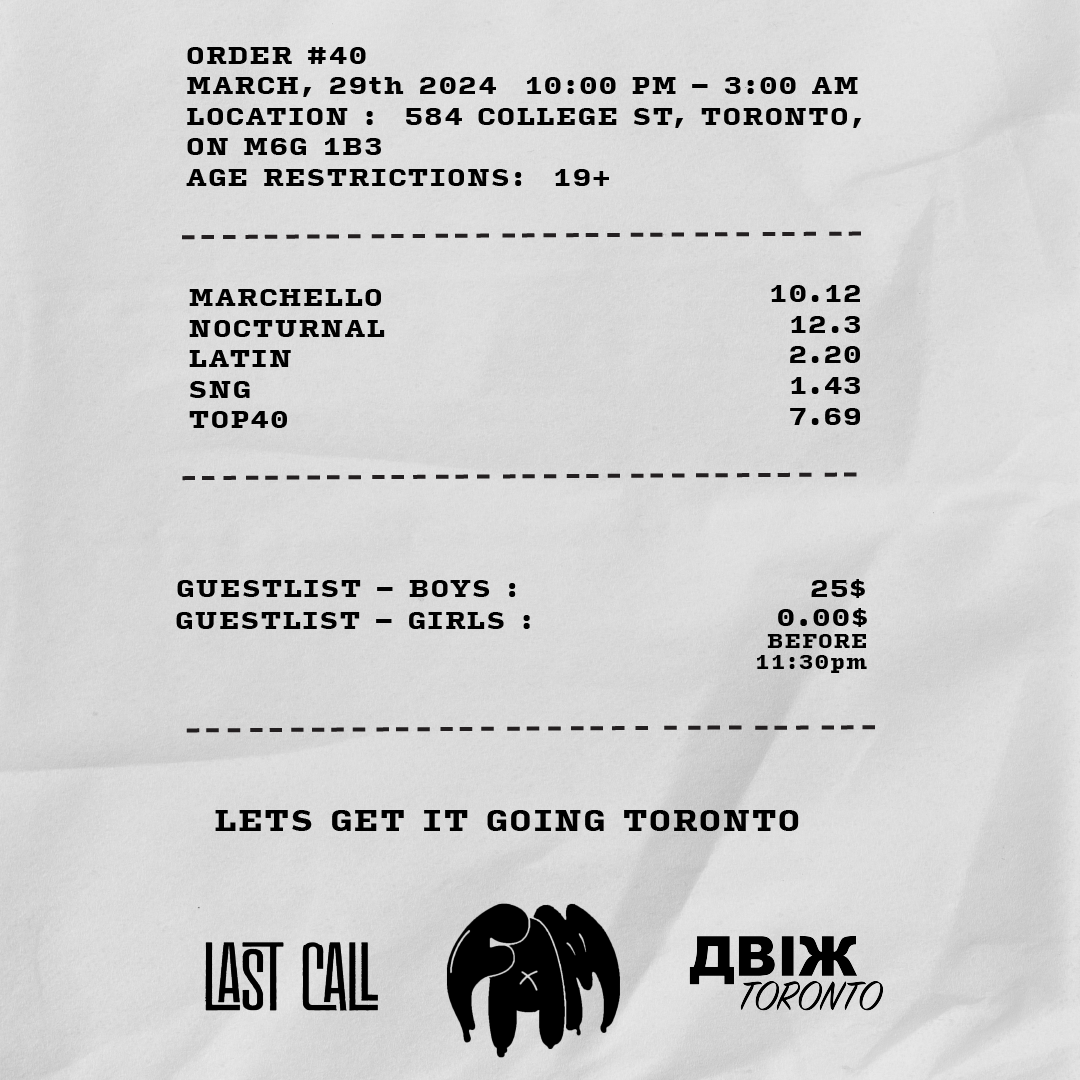 ORDER #40
MARCH, 29th 2024 10:00 PM – 3:00 AM
LOCATION : 584 COLLEGE ST, TORONTO,
ON M6G 1B3
AGE RESTRICTIONS: 19+
MARCHELLO 10.12
NOCTURNAL 12.3
LATIN 2.20
SNG 1.43
TOP40 7.69
GUESTLIST – BOYS : 25$
GUESTLIST – GIRLS : 0.00$
BEFORE
11:30pm
LETS GET IT GOING TORONTO
LAST CALL FAM ДВІЖ
TORONTO